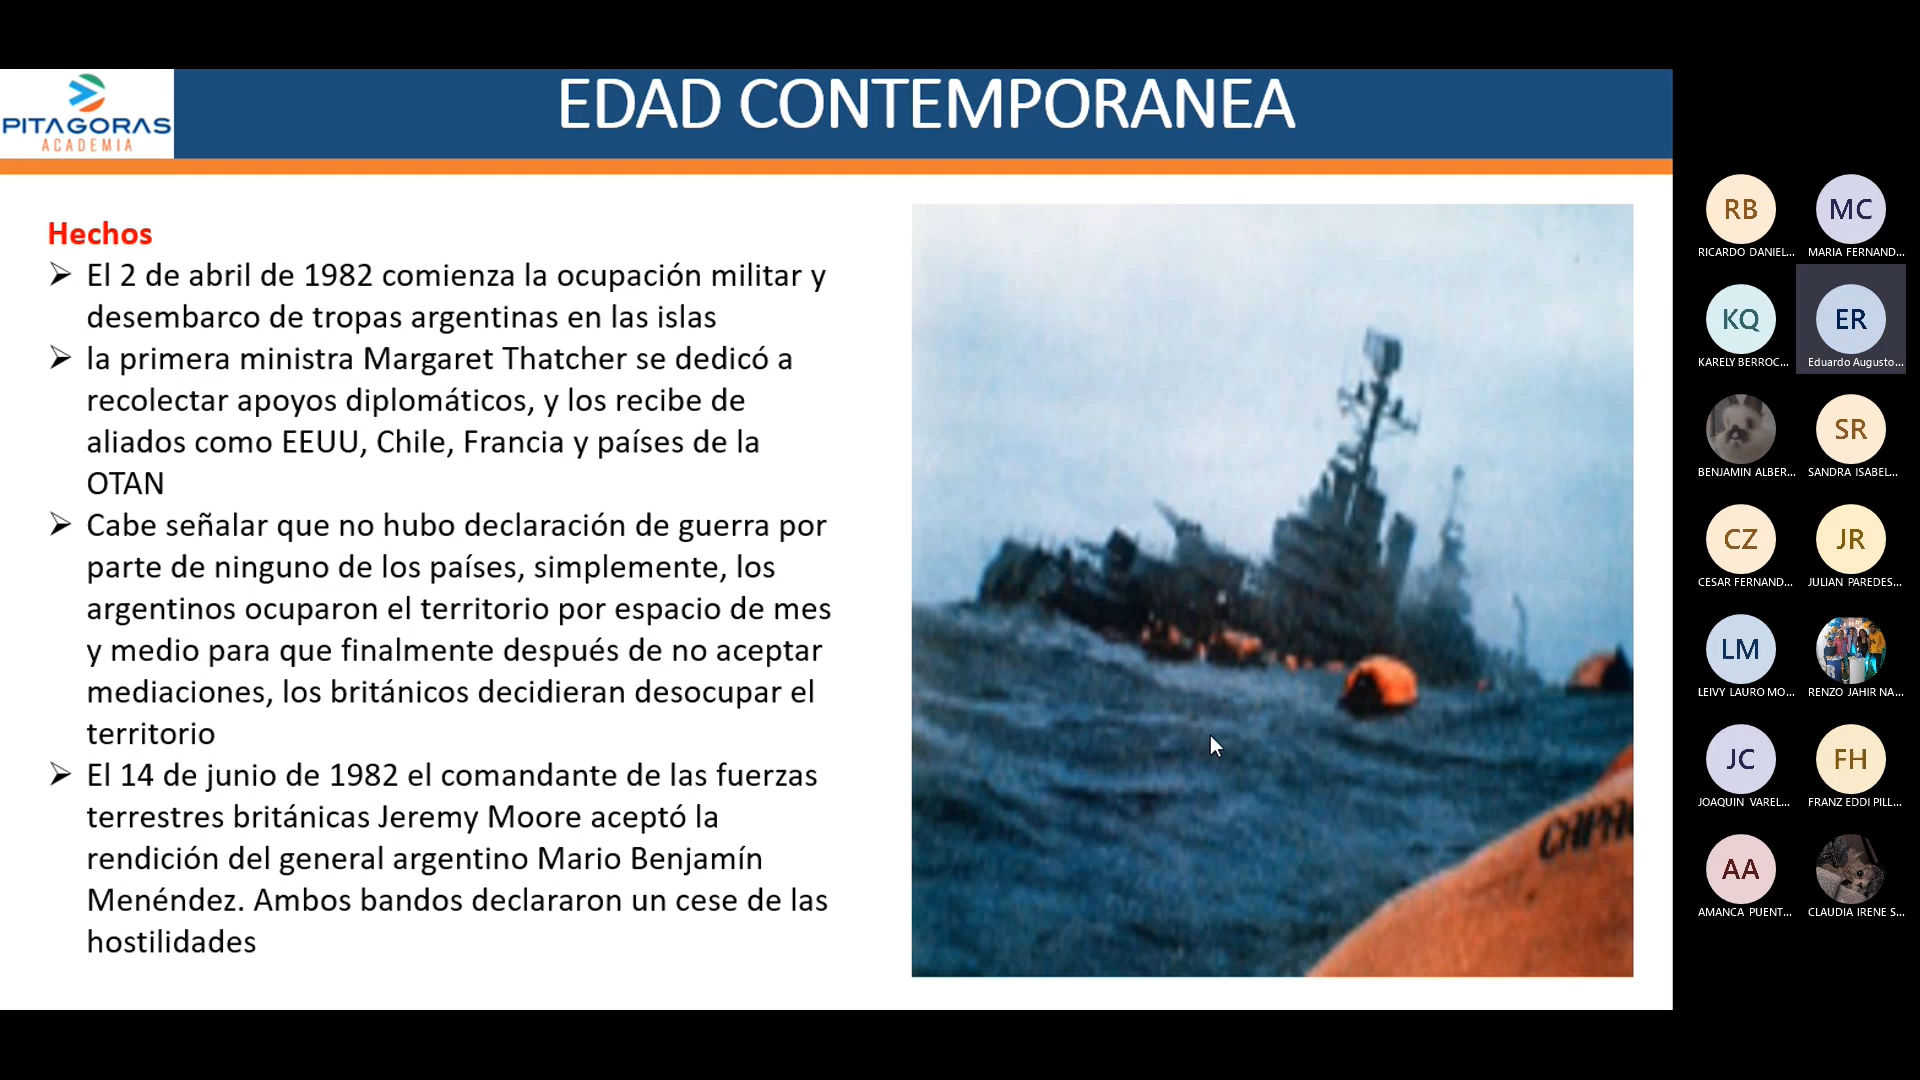 PITAGORAS
ACADEMIA
EDAD CONTEMPORANEA
Hechos
El 2 de abril de 1982 comienza la ocupación militar y
desembarco de tropas argentinas en las islas
la primera ministra Margaret Thatcher se dedicó a
recolectar apoyos diplomáticos, y los recibe de
aliados como EEUU, Chile, Francia y países de la
OTAN
Cabe señalar que no hubo declaración de guerra por
parte de ninguno de los países, simplemente, los
argentinos ocuparon el territorio por espacio de mes
y medio para que finalmente después de no aceptar
mediaciones, los británicos decidieran desocupar el
territorio
El 14 de junio de 1982 el comandante de las fuerzas
terrestres británicas Jeremy Moore aceptó la
rendición del general argentino Mario Benjamín
Menéndez. Ambos bandos declararon un cese de las
hostilidades
RB
RICARDO DANIEL...
MC
MARIA FERNAND...
KQ
KARELY BERROC...
ER
Eduardo Augusto...
BENJAMIN ALBER...
SR
SANDRA ISABEL...
CZ
CESAR FERNAND...
JR
JULIAN PAREDES...
LM
LEIVY LAURO MO...
RENZO JAHIR NA...
JC
JOAQUIN VAREL...
FH
FRANZ EDDI PILL...
AA
AMANCA PUENT...
CLAUDIA IRENE S...